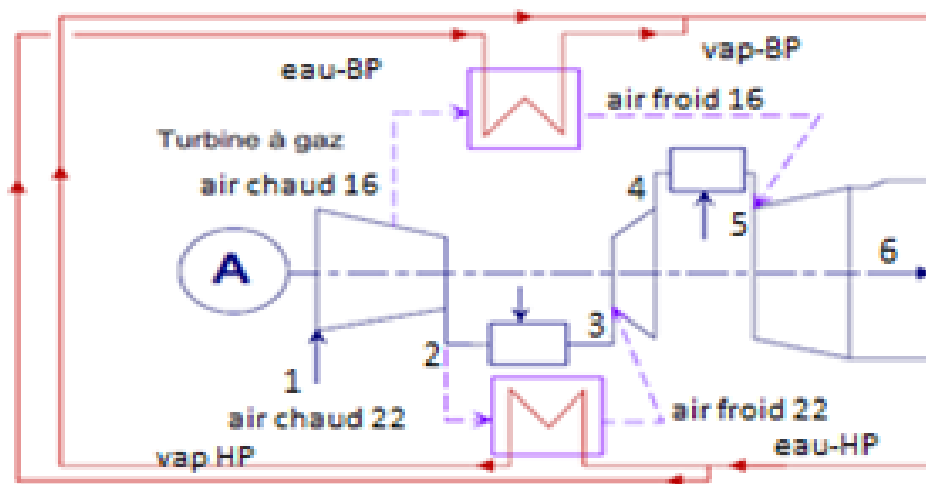 eau-BP
vap-BP
air froid 16
Turbine à gaz
air chaud 16
4
5
A
6
3
2
1
air chaud 22
air froid 22
vap HP
eau-HP